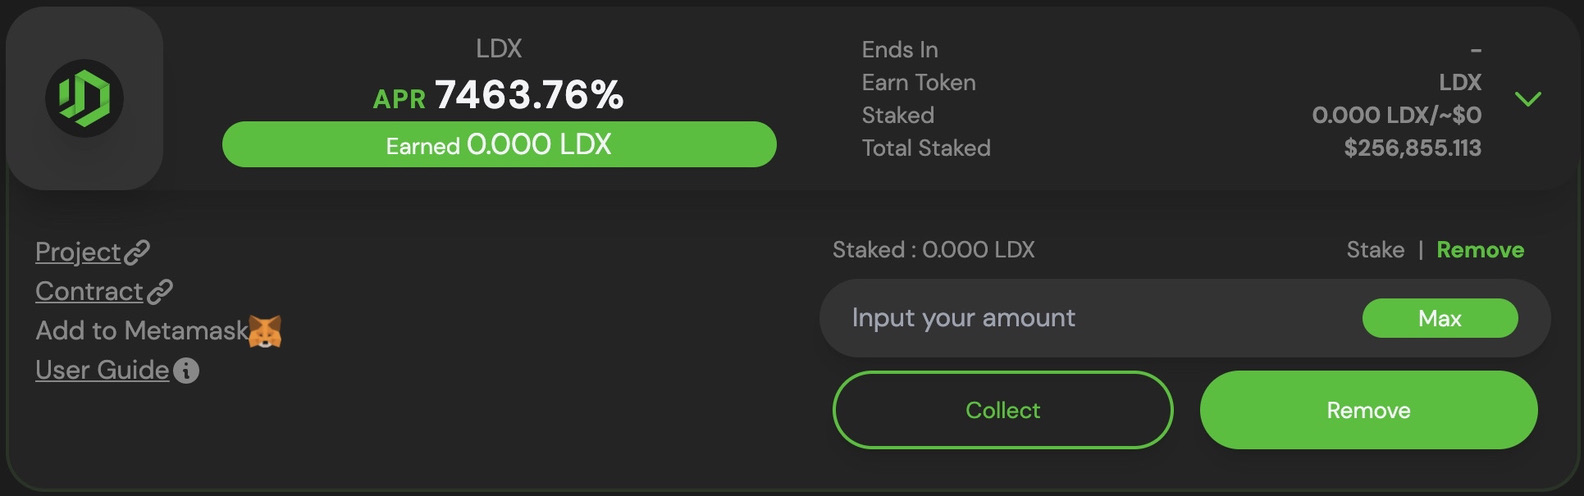 LDX
APR 7463.76%
Earned 0.000 LDX
Ends In –
Earn Token LDX
Staked 0.000 LDX/~$0
Total Staked $256,855.113
Project
Contract
Add to Metamask
User Guide
Staked : 0.000 LDX
Stake | Remove
Input your amount
Max
Collect
Remove